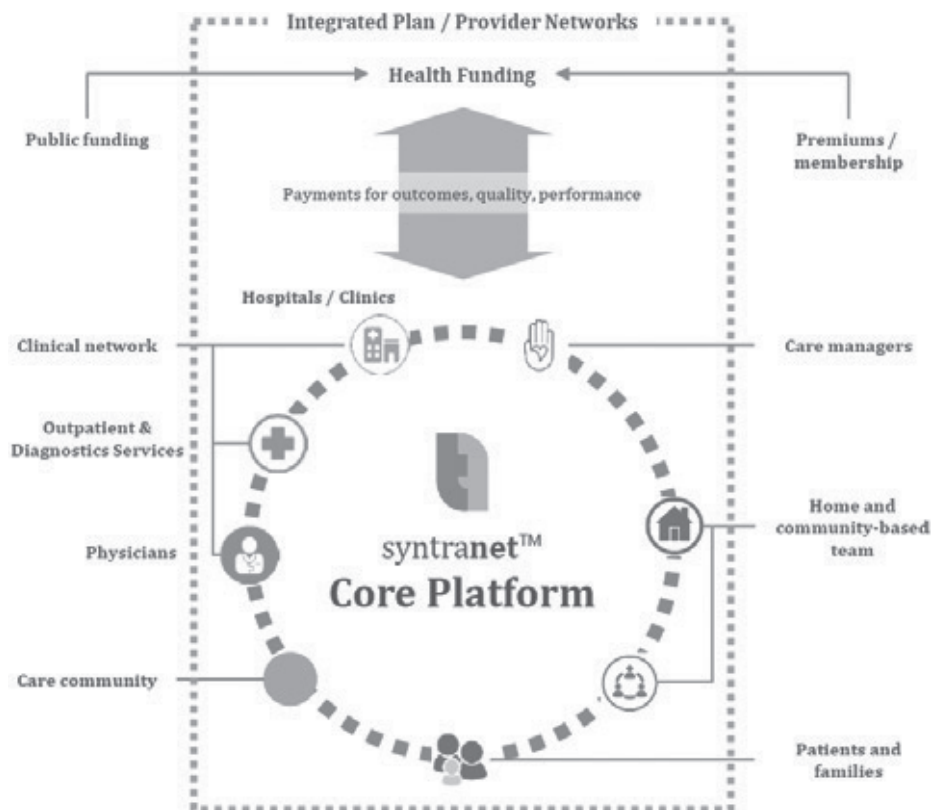 Integrated Plan / Provider Networks
Health Funding
Public funding
Premiums /
membership
Payments for outcomes, quality, performance
Hospitals / Clinics
Clinical network
Care managers
Outpatient &
Diagnostics Services
Home and
community-based
team
Physicians
syntranet™
Core Platform
Care community
Patients and
families